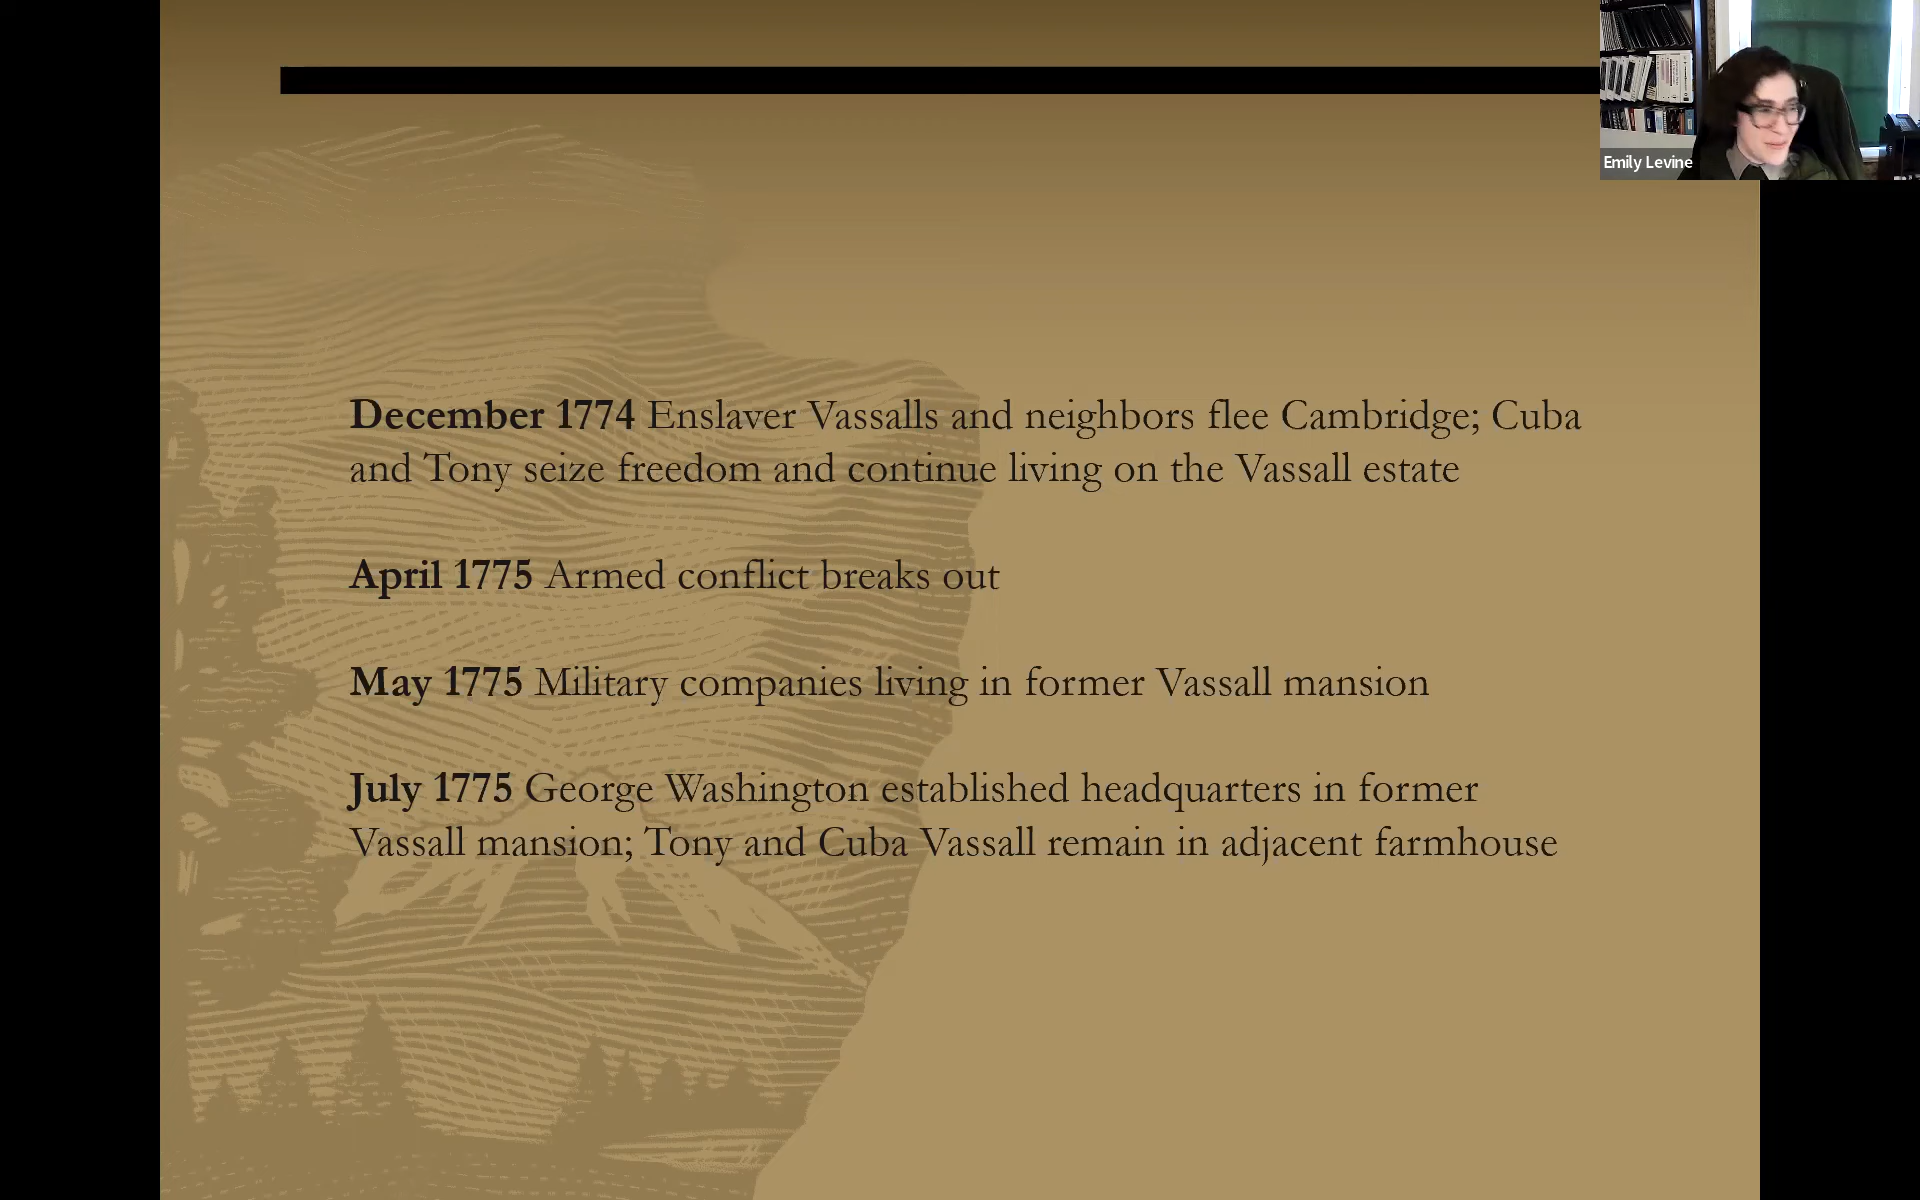 Emily Levine
December 1774 Enslaver Vassalls and neighbors flee Cambridge; Cuba
and Tony seize freedom and continue living on the Vassall estate
April 1775 Armed conflict breaks out
May 1775 Military companies living in former Vassall mansion
July 1775 George Washington established headquarters in former
Vassall mansion; Tony and Cuba Vassall remain in adjacent farmhouse